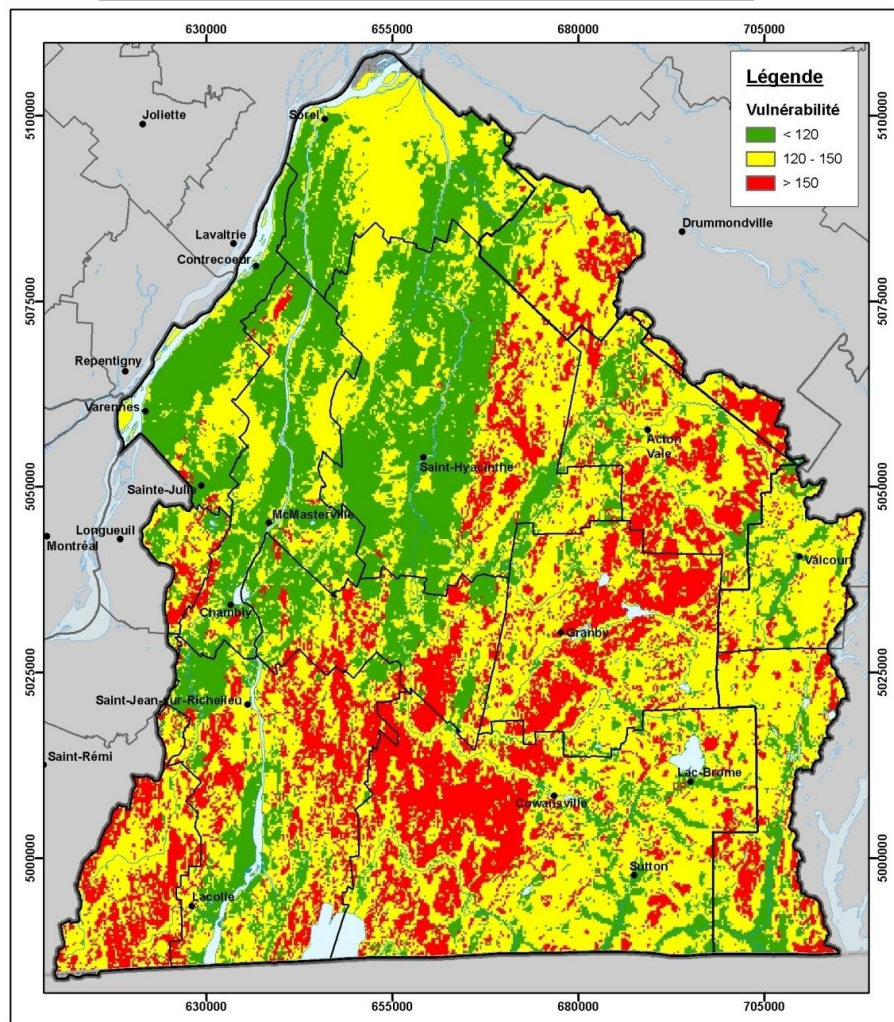 630000 655000 680000 705000
Légende
Vulnérabilité
< 120
120 - 150
> 150
5100000
5100000
Joliette
Sorel
Drummondville
Lavaltrie
Contrecoeur
5075000
5075000
Repentigny
Varennes
Acton
Vale
Saint-Hyacinthe
5050000
5050000
Sainte-Julie
McMasterville
Longueuil
Montréal
Valcourt
Chambly
Granby
5025000
5025000
Saint-Jean-sur-Richelieu
Saint-Rémi
Lac-Brome
Cowansville
5000000
5000000
Sutton
Lacolle
630000 655000 680000 705000